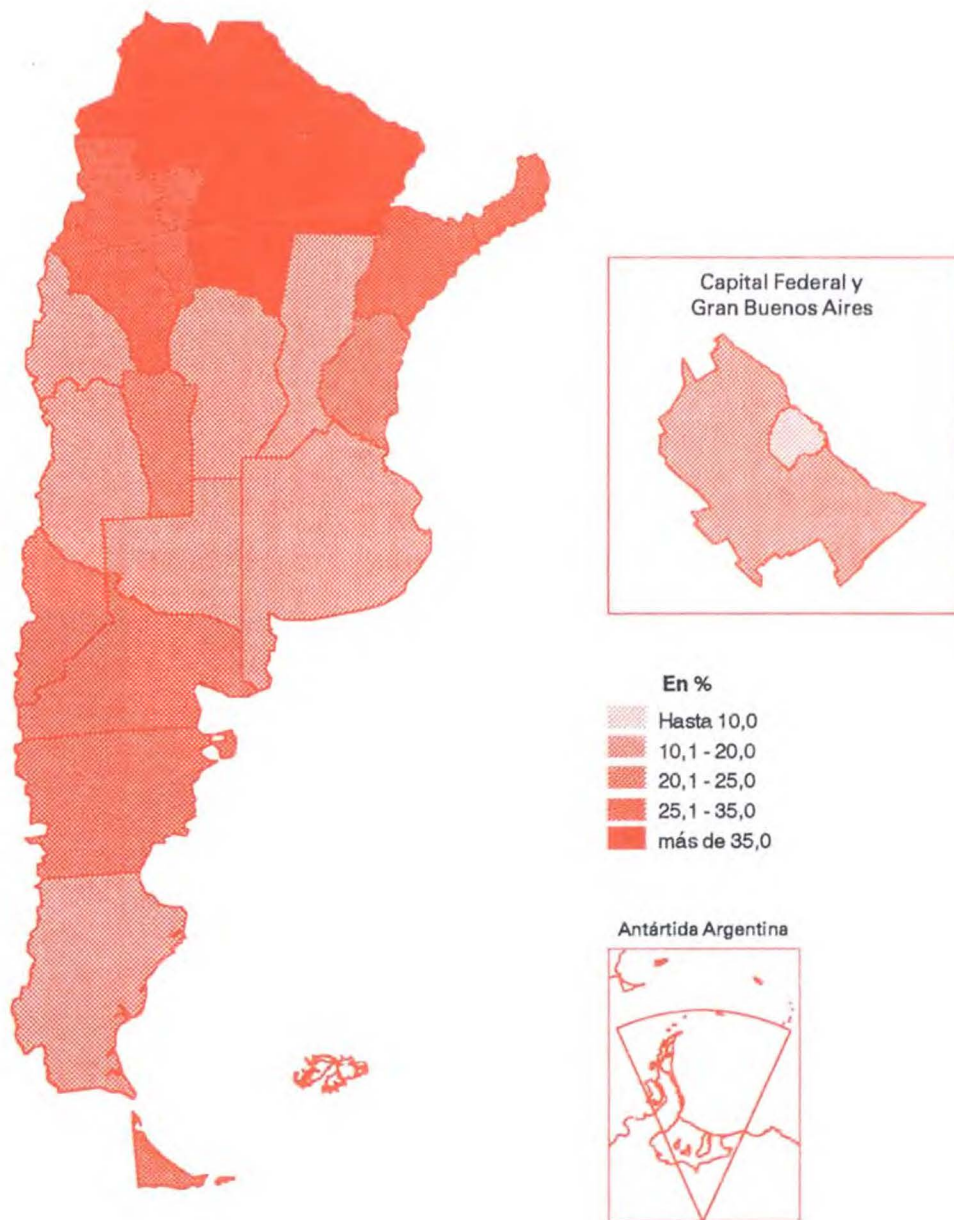 Capital Federal y
Gran Buenos Aires
En %
Hasta 10,0
10,1 - 20,0
20,1 - 25,0
25,1 - 35,0
más de 35,0
Antártida Argentina